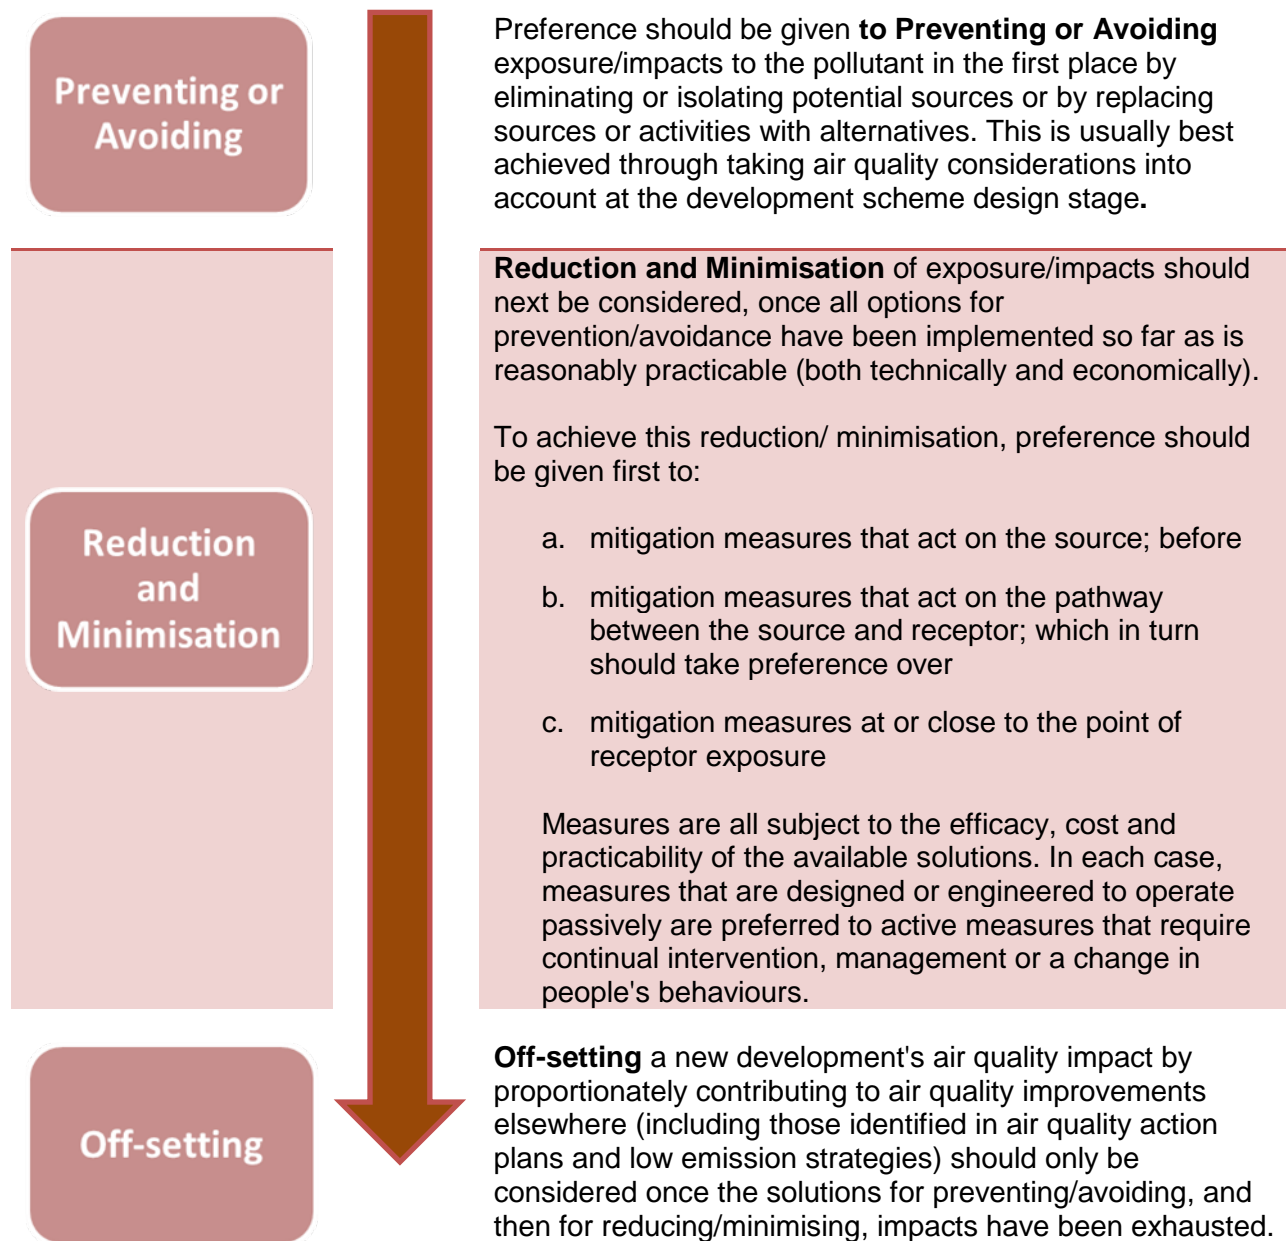 Preventing or
Avoiding
Preference should be given to Preventing or Avoiding
exposure/impacts to the pollutant in the first place by
eliminating or isolating potential sources or by replacing
sources or activities with alternatives. This is usually best
achieved through taking air quality considerations into
account at the development scheme design stage.
Reduction
and
Minimisation
Reduction and Minimisation of exposure/impacts should
next be considered, once all options for
prevention/avoidance have been implemented so far as is
reasonably practicable (both technically and economically).
To achieve this reduction/ minimisation, preference should
be given first to:
a. mitigation measures that act on the source; before
b. mitigation measures that act on the pathway
between the source and receptor; which in turn
should take preference over
c. mitigation measures at or close to the point of
receptor exposure
Measures are all subject to the efficacy, cost and
practicability of the available solutions. In each case,
measures that are designed or engineered to operate
passively are preferred to active measures that require
continual intervention, management or a change in
people's behaviours.
Off-setting
Off-setting a new development's air quality impact by
proportionately contributing to air quality improvements
elsewhere (including those identified in air quality action
plans and low emission strategies) should only be
considered once the solutions for preventing/avoiding, and
then for reducing/minimising, impacts have been exhausted.